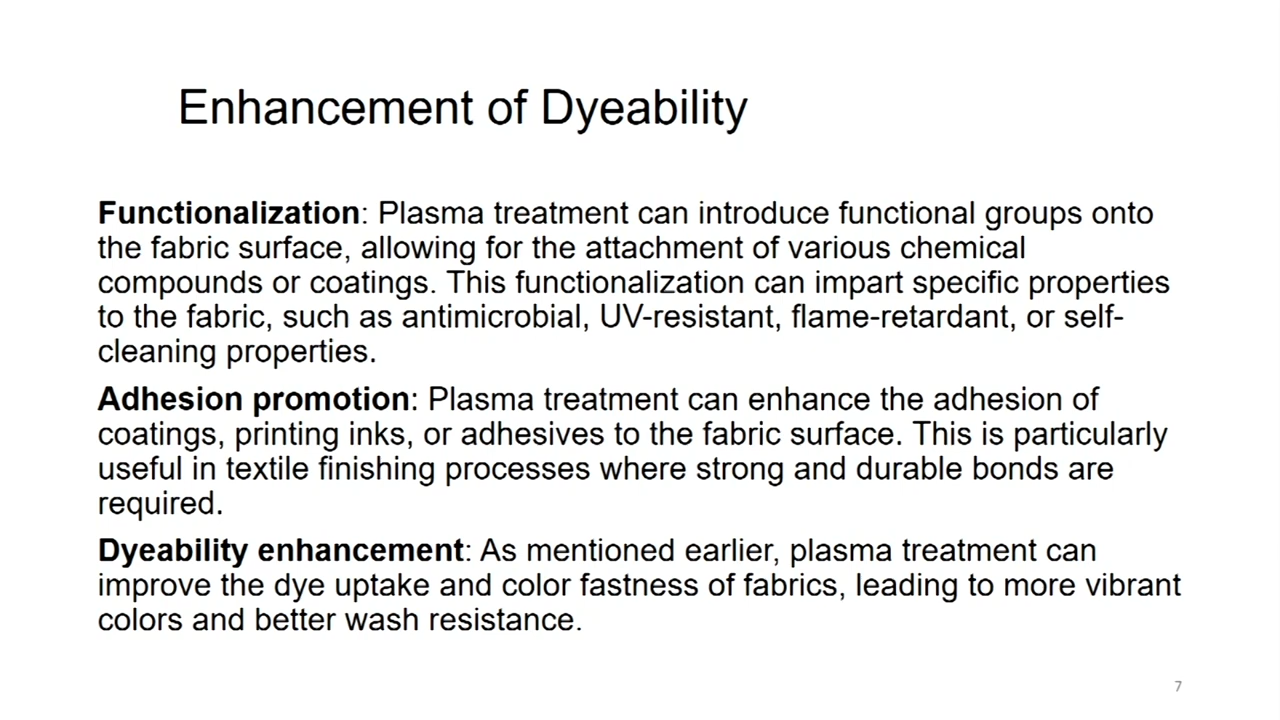 Enhancement of Dyeability
Functionalization: Plasma treatment can introduce functional groups onto
the fabric surface, allowing for the attachment of various chemical
compounds or coatings. This functionalization can impart specific properties
to the fabric, such as antimicrobial, UV-resistant, flame-retardant, or self-
cleaning properties.
Adhesion promotion: Plasma treatment can enhance the adhesion of
coatings, printing inks, or adhesives to the fabric surface. This is particularly
useful in textile finishing processes where strong and durable bonds are
required.
Dyeability enhancement: As mentioned earlier, plasma treatment can
improve the dye uptake and color fastness of fabrics, leading to more vibrant
colors and better wash resistance.
7